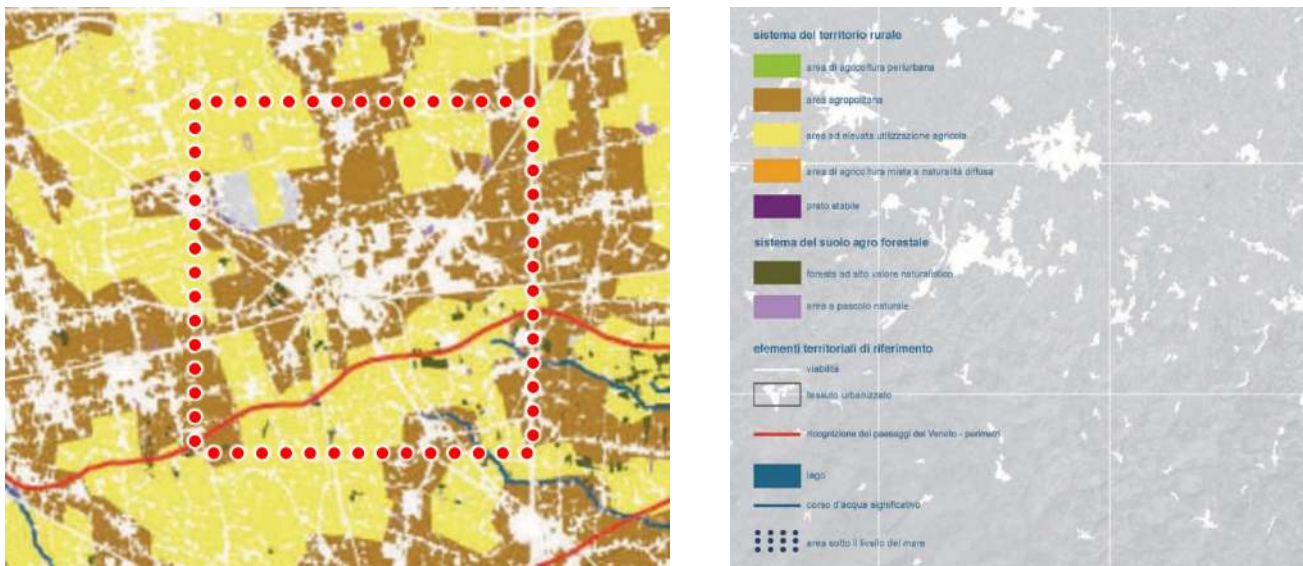 sistema del territorio rurale
area di agricoltura periurbana
area agropolitana
area ad elevata utilizzazione agricola
area di agricoltura mista a naturalità diffusa
prato stabile
sistema del suolo agro forestale
foresta ad alto valore naturalistico
area a pascolo naturale
elementi territoriali di riferimento
viabilità
tessuto urbanizzato
ricognizione dei paesaggi del Veneto - perimetri
lago
corso d'acqua significativo
area sotto il livello del mare